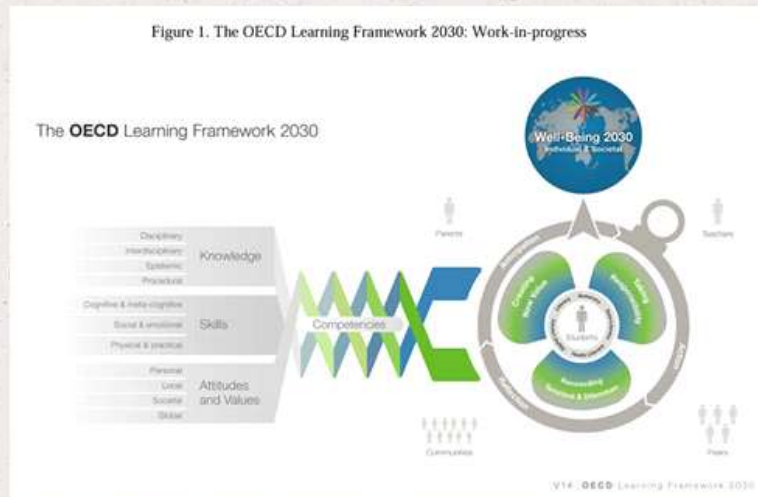 Figure 1. The OECD Learning Framework 2030: Work-in-progress
The OECD Learning Framework 2030
Well-Being 2030
Individual & Societal
Parents
Teachers
Disciplinary
Interdisciplinary
Epistemic
Procedural
Knowledge
Cognitive & meta-cognitive
Social & emotional
Physical & practical
Skills
Personal
Local
Societal
Global
Attitudes
and Values
Competencies
Anticipation
Action
Reflection
Creating
New Value
Taking
Responsibility
Reconciling
Tensions & Dilemmas
Students
Communities
Peers
V14 OECD Learning Framework 2030